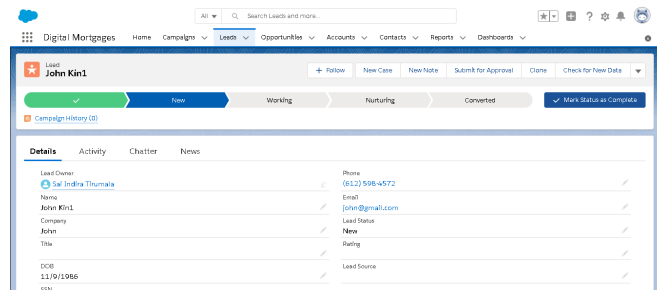 All Search Leads and more...
Digital Mortgages Home Campaigns Leads Opportunities Accounts Contacts Reports Dashboards
Lead
John Kin1
+ Follow New Case New Note Submit for Approval Clone Check for New Data
New Working Nurturing Converted Mark Status as Complete
Campaign History (0)
Details Activity Chatter News
Lead Owner Phone
Sai Indira Tirumala (612) 598-4572
Name Email
John Kin1 john@gmail.com
Company Lead Status
John New
Title Rating
DOB Lead Source
11/9/1986
SSN